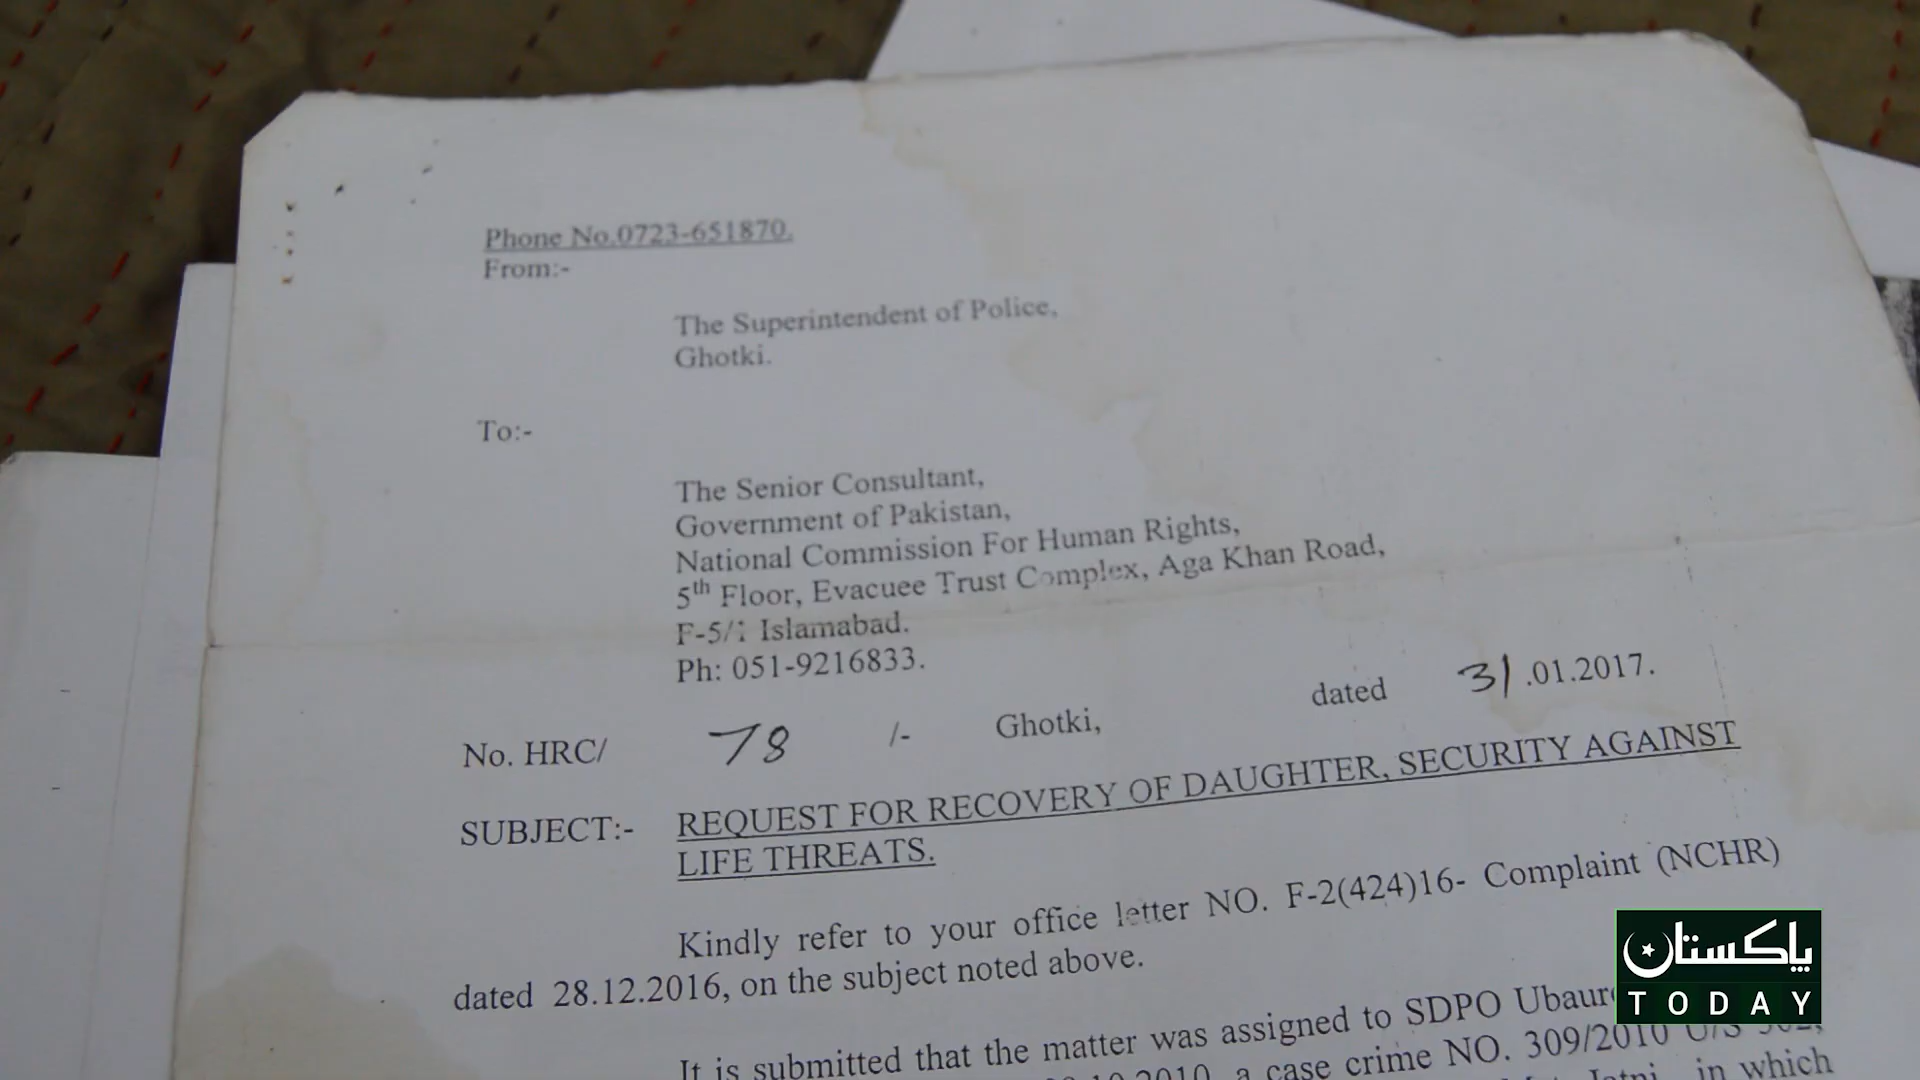 Phone No.0723-651870.
From:-
The Superintendent of Police,
Ghotki.
To:-
The Senior Consultant,
Government of Pakistan,
National Commission For Human Rights,
5th Floor, Evacuee Trust Complex, Aga Khan Road,
F-5/1 Islamabad.
Ph: 051-9216833.
No. HRC/ 78 /- Ghotki, dated 31.01.2017.
SUBJECT:- REQUEST FOR RECOVERY OF DAUGHTER, SECURITY AGAINST
LIFE THREATS.
Kindly refer to your office letter NO. F-2(424)16- Complaint (NCHR)
dated 28.12.2016, on the subject noted above.
It is submitted that the matter was assigned to SDPO
.10.2010, a case crime NO. 309/2010 U/S
in which
پاکستان
TODAY